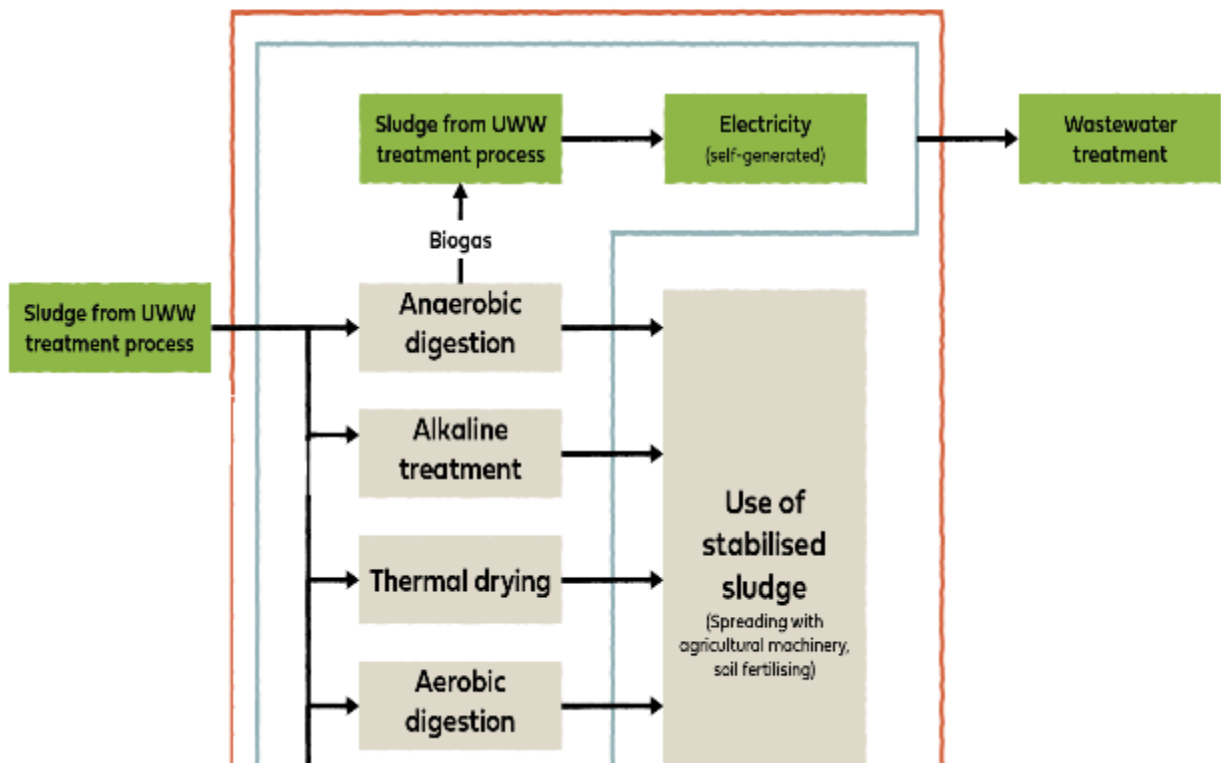 Sludge from UWW
treatment process
Electricity
(self-generated)
Wastewater
treatment
Biogas
Sludge from UWW
treatment process
Anaerobic
digestion
Alkaline
treatment
Thermal drying
Aerobic
digestion
Use of
stabilised
sludge
(Spreading with
agricultural machinery,
soil fertilising)